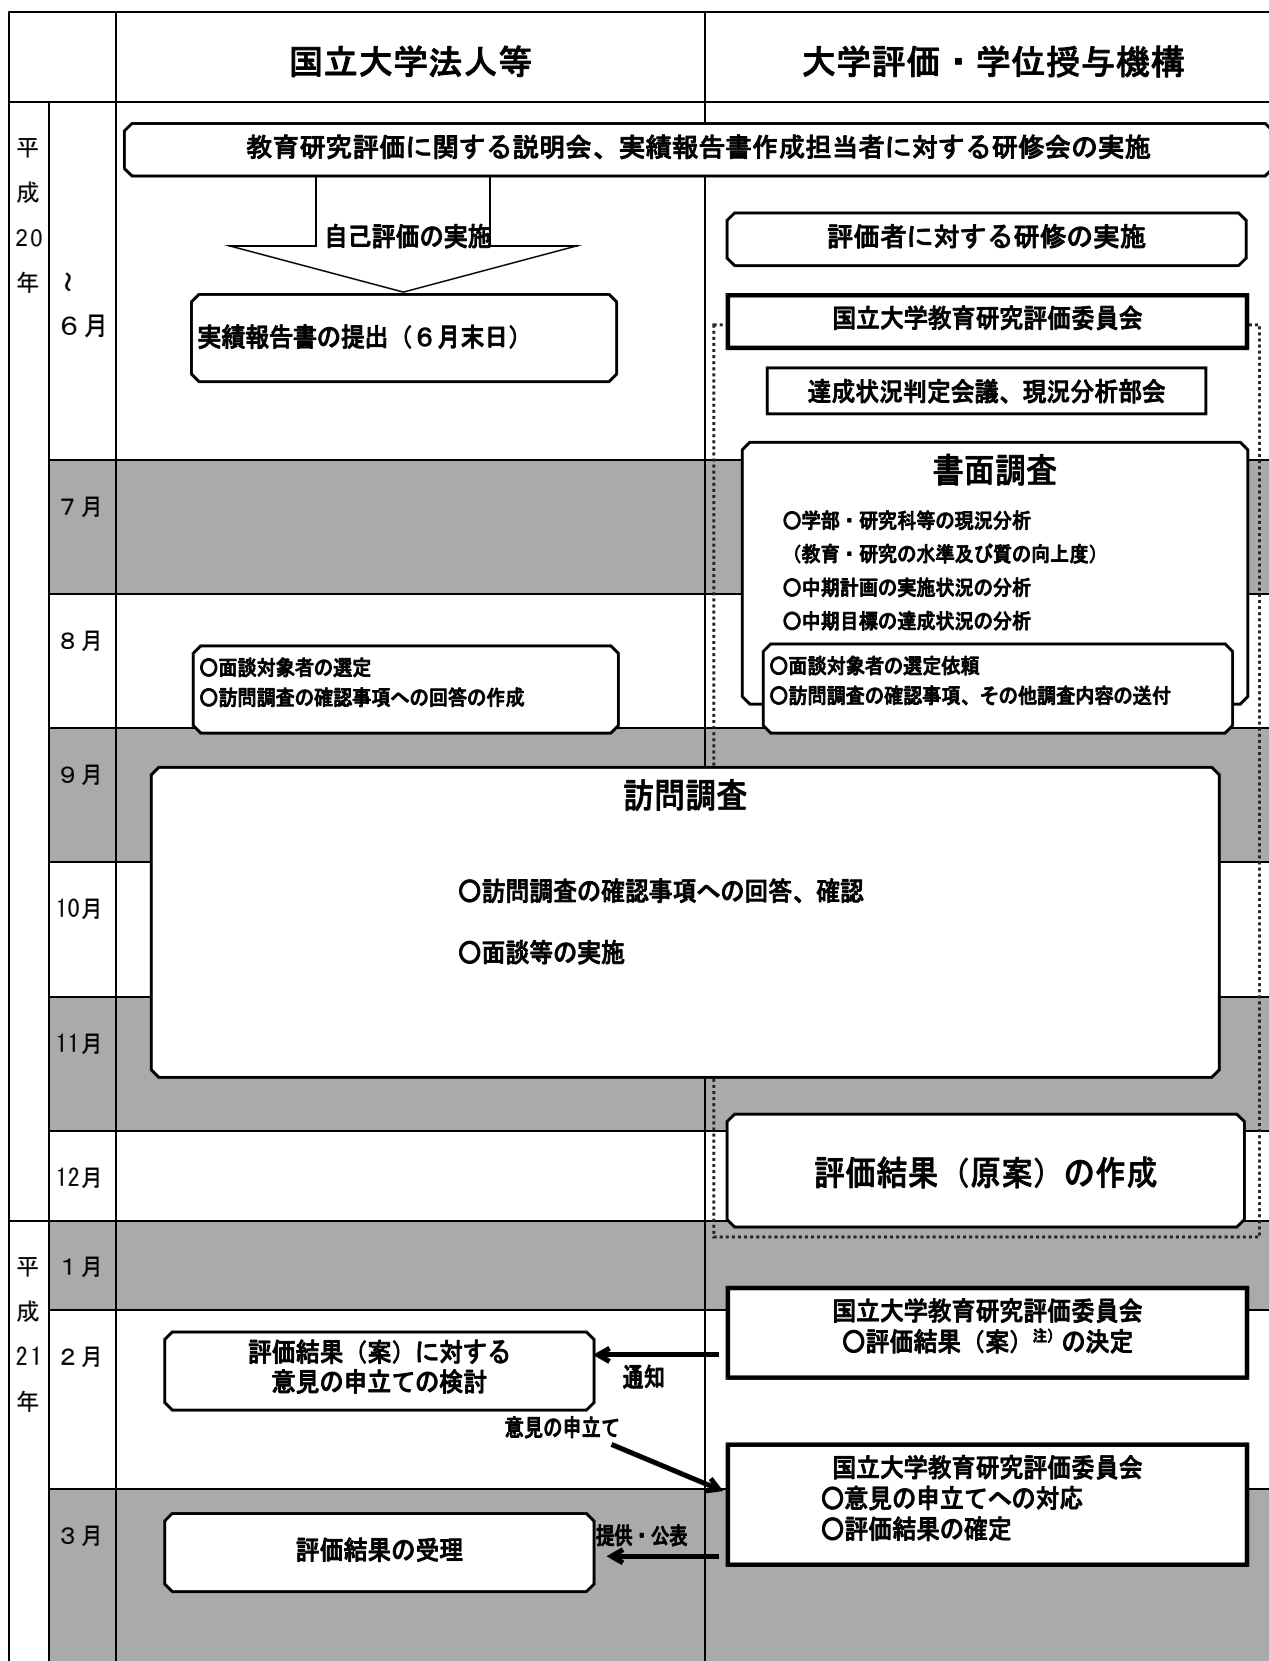 国立大学法人等
大学評価・学位授与機構
平成20年
~6月
教育研究評価に関する説明会、実績報告書作成担当者に対する研修会の実施
自己評価の実施
評価者に対する研修の実施
実績報告書の提出（６月末日）
国立大学教育研究評価委員会
達成状況判定会議、現況分析部会
7月
書面調査
○学部・研究科等の現況分析
（教育・研究の水準及び質の向上度）
○中期計画の実施状況の分析
○中期目標の達成状況の分析
8月
○面談対象者の選定
○訪問調査の確認事項への回答の作成
○面談対象者の選定依頼
○訪問調査の確認事項、その他調査内容の送付
9月
訪問調査
10月
○訪問調査の確認事項への回答、確認
○面談等の実施
11月
12月
評価結果（原案）の作成
平成21年
1月
国立大学教育研究評価委員会
○評価結果（案）注）の決定
2月
評価結果（案）に対する
意見の申立ての検討
通知
意見の申立て
国立大学教育研究評価委員会
○意見の申立てへの対応
○評価結果の確定
3月
評価結果の受理
提供・公表